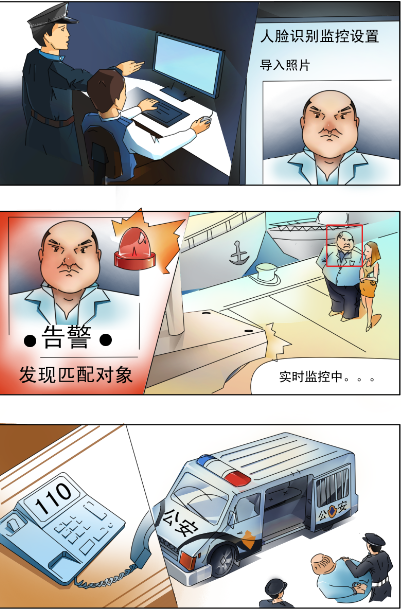 人脸识别监控设置
导入照片
●告警●
发现匹配对象
实时监控中。。。
110
公安
公安